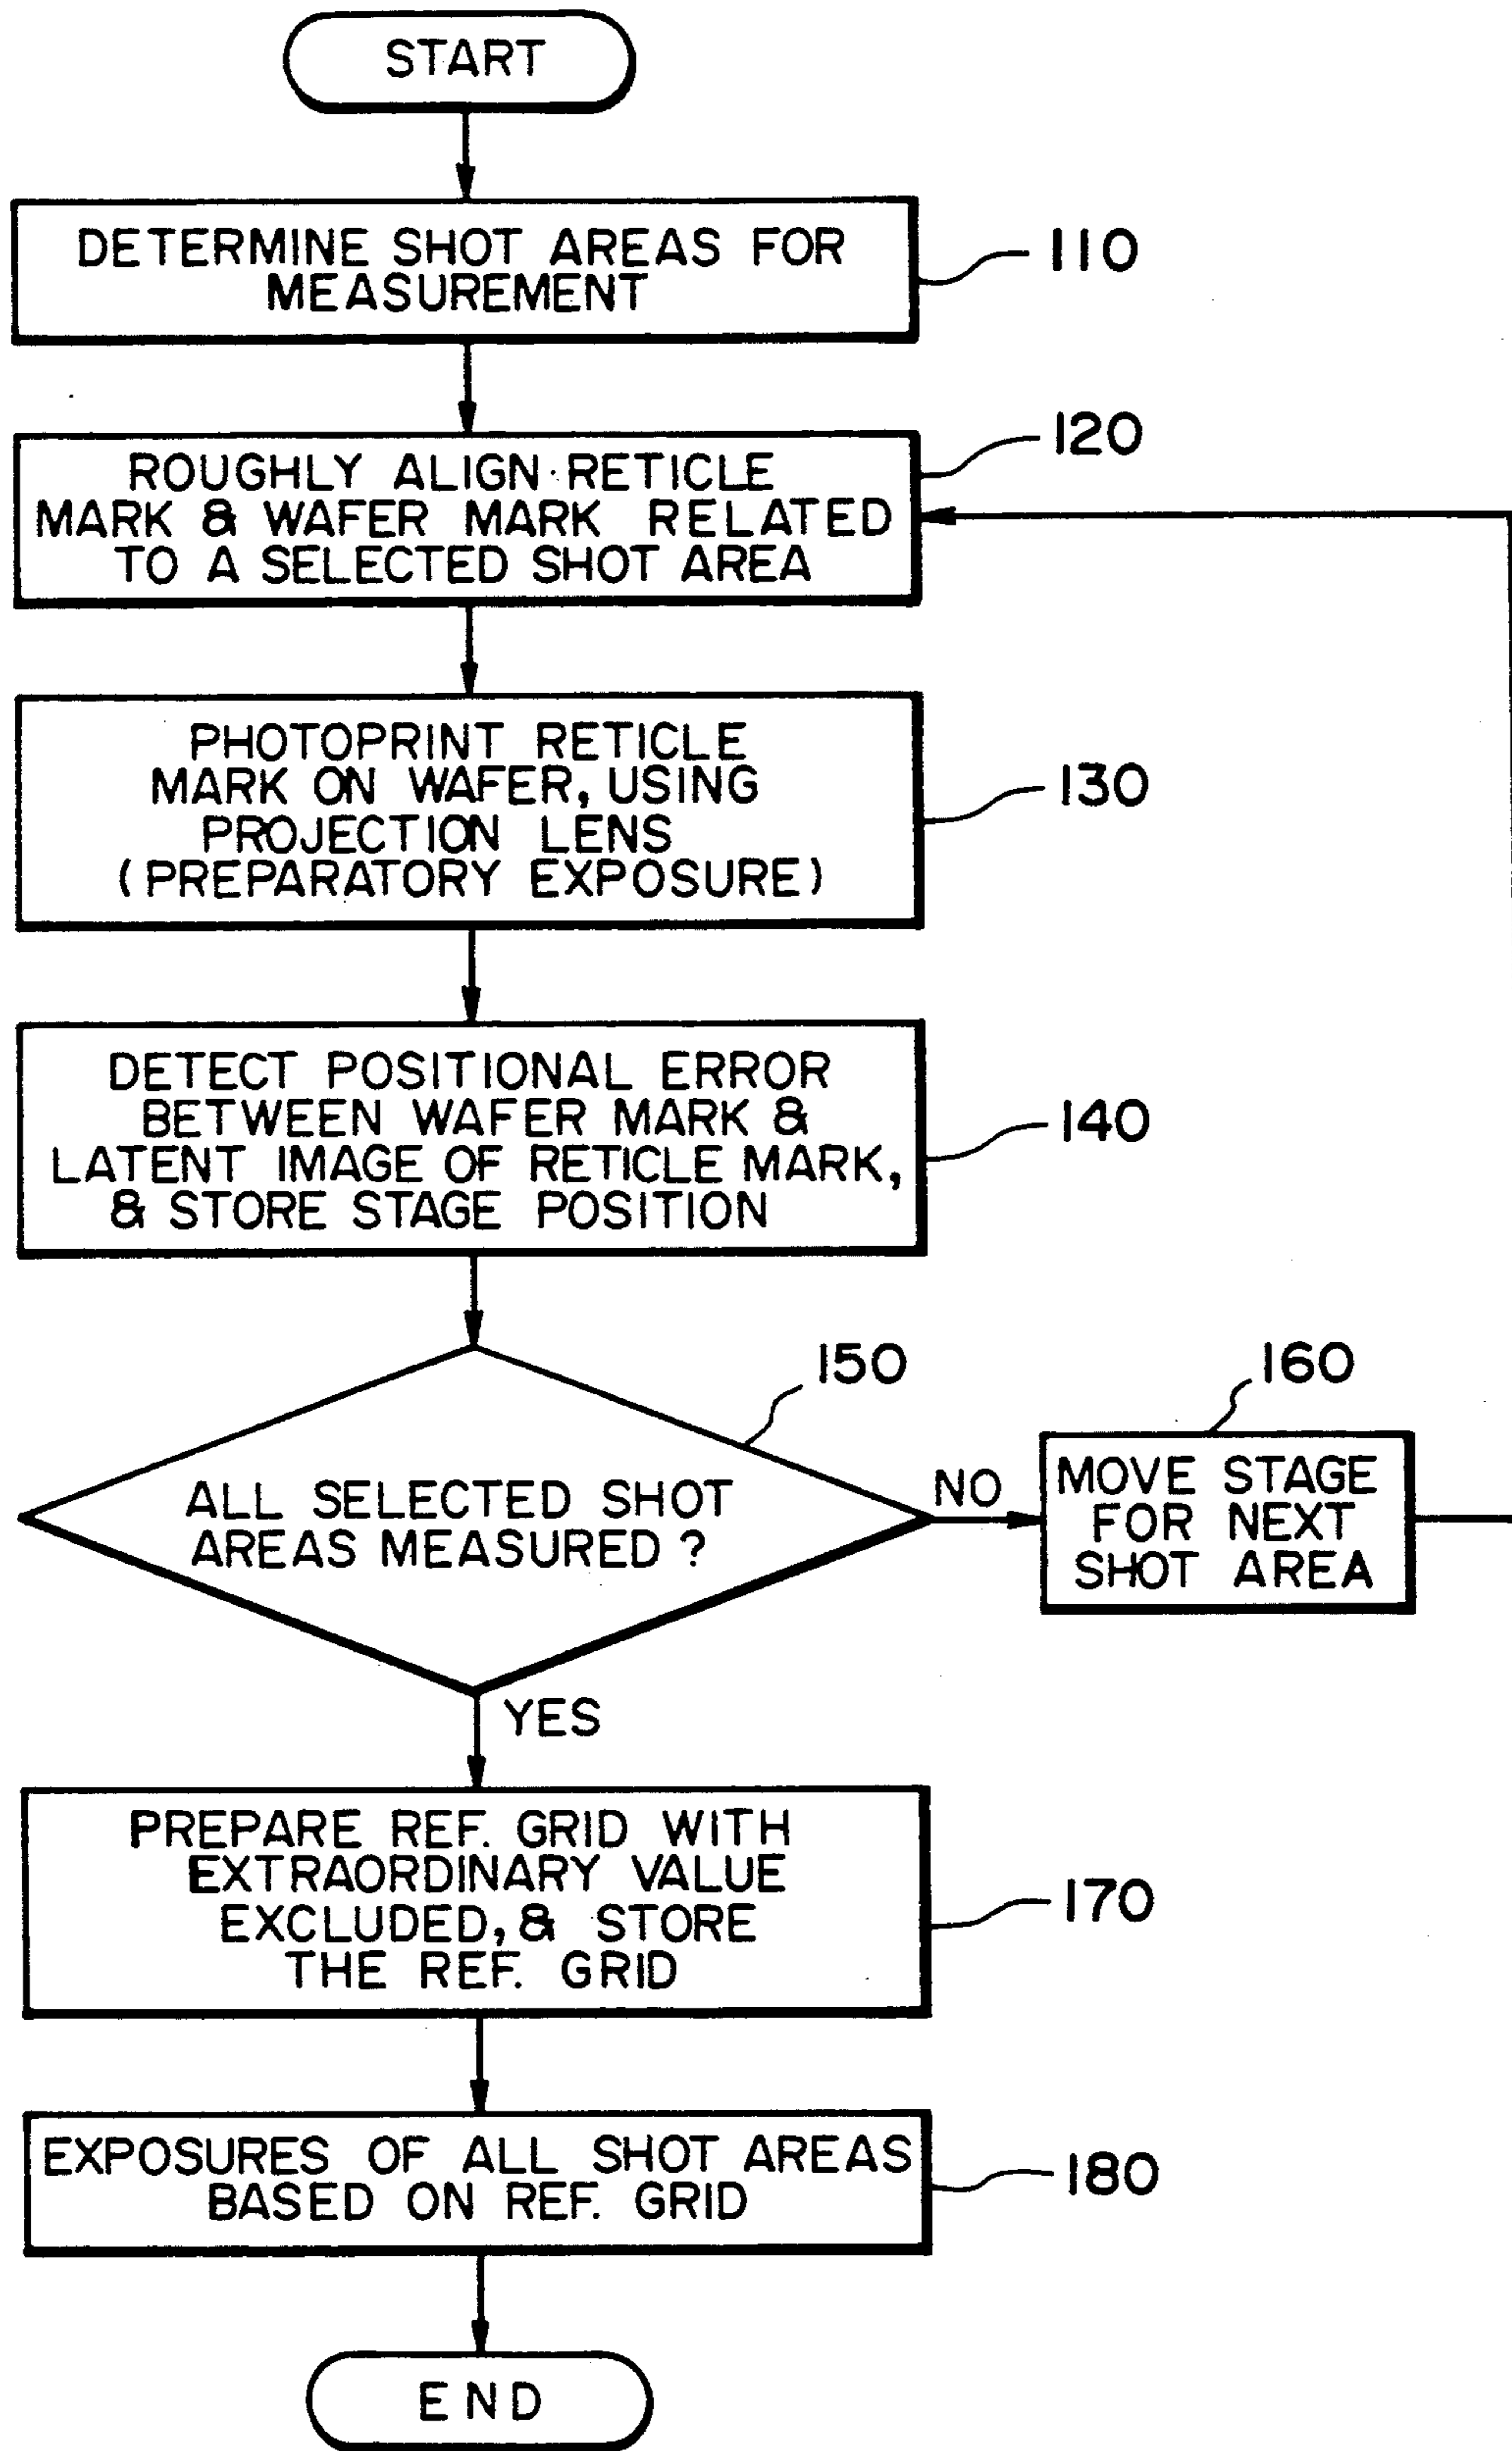 START
DETERMINE SHOT AREAS FOR
MEASUREMENT
110
120
ROUGHLY ALIGN RETICLE
MARK & WAFER MARK RELATED
TO A SELECTED SHOT AREA
PHOTOPRINT RETICLE
MARK ON WAFER, USING
PROJECTION LENS
(PREPARATORY EXPOSURE)
130
DETECT POSITIONAL ERROR
BETWEEN WAFER MARK &
LATENT IMAGE OF RETICLE MARK,
& STORE STAGE POSITION
140
150
ALL SELECTED SHOT
AREAS MEASURED ?
NO
160
MOVE STAGE
FOR NEXT
SHOT AREA
YES
PREPARE REF. GRID WITH
EXTRAORDINARY VALUE
EXCLUDED, & STORE
THE REF. GRID
170
EXPOSURES OF ALL SHOT AREAS
BASED ON REF. GRID
180
END